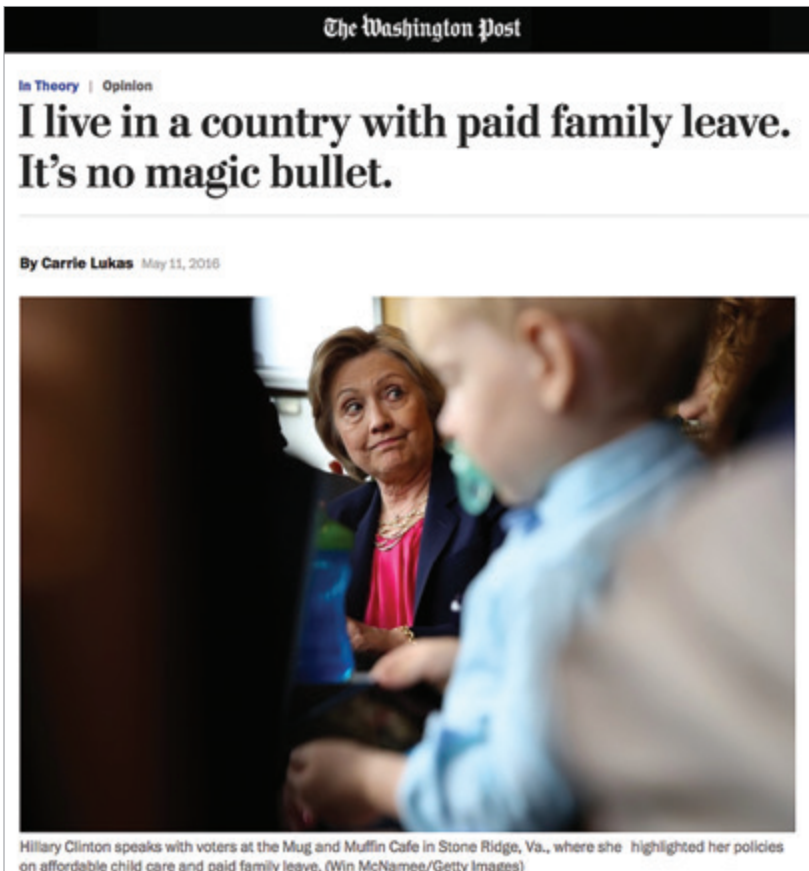 The Washington Post
In Theory | Opinion
I live in a country with paid family leave.
It’s no magic bullet.
By Carrie Lukas May 11, 2016
Hillary Clinton speaks with voters at the Mug and Muffin Cafe in Stone Ridge, Va., where she highlighted her policies
on affordable child care and paid family leave. (Win McNamee/Getty Images)